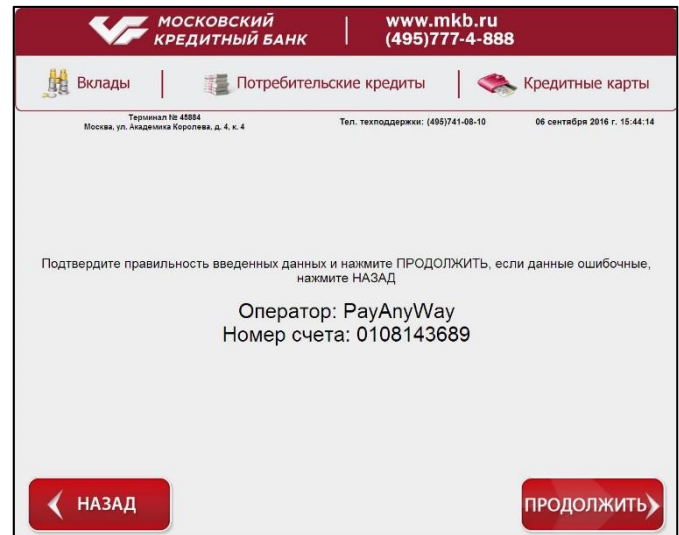 МОСКОВСКИЙ
КРЕДИТНЫЙ БАНК
www.mkb.ru
(495)777-4-888
Вклады
Потребительские кредиты
Кредитные карты
Терминал № 45884
Москва, ул. Академика Королева, д. 4, к. 4
Тел. техподдержки: (495)741-08-10
06 сентября 2016 г. 15:44:14
Подтвердите правильность введенных данных и нажмите ПРОДОЛЖИТЬ, если данные ошибочные,
нажмите НАЗАД
Оператор: PayAnyWay
Номер счета: 0108143689
НАЗАД
ПРОДОЛЖИТЬ